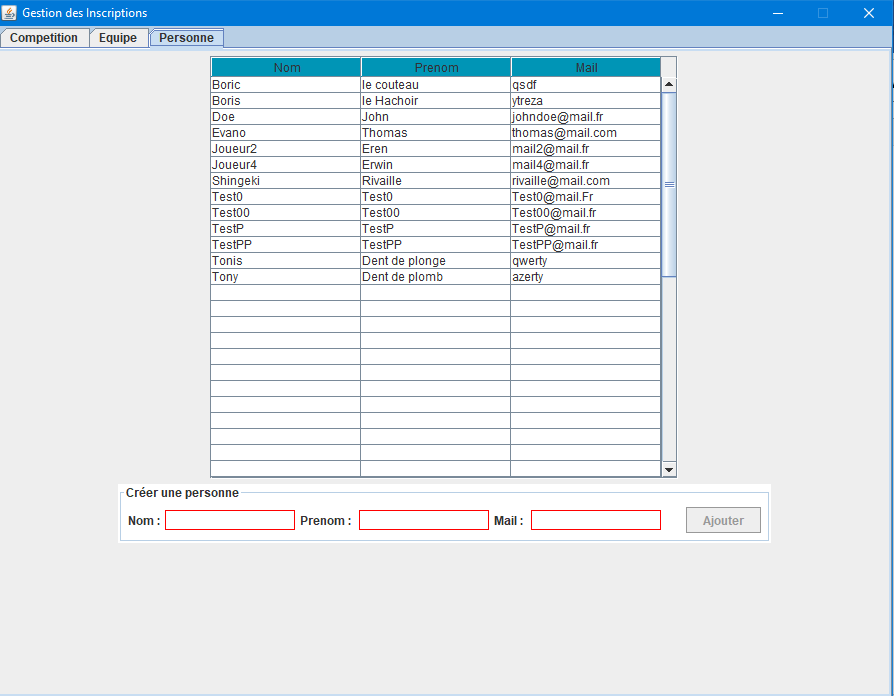 Gestion des Inscriptions
Competition Equipe Personne
Nom Prenom Mail
Boric le couteau qsdf
Boris le Hachoir ytreza
Doe John johndoe@mail.fr
Evano Thomas thomas@mail.com
Joueur2 Eren mail2@mail.fr
Joueur4 Erwin mail4@mail.fr
Shingeki Rivaille rivaille@mail.com
Test0 Test0 Test0@mail.Fr
Test00 Test00 Test00@mail.fr
TestP TestP TestP@mail.fr
TestPP TestPP TestPP@mail.fr
Tonis Dent de plonge qwerty
Tony Dent de plomb azerty
Créer une personne
Nom : Prenom : Mail : Ajouter